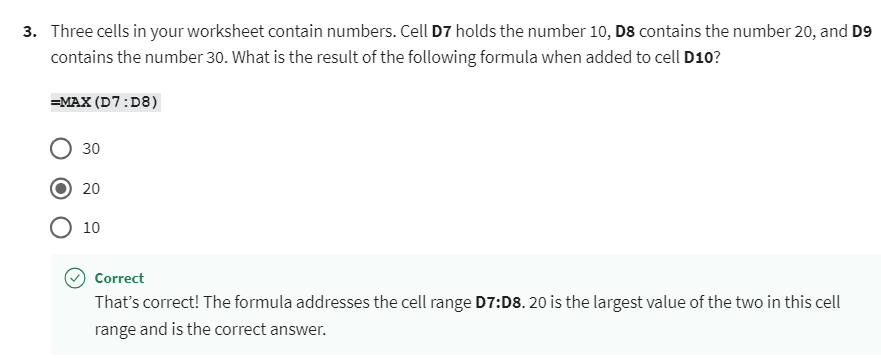 3. Three cells in your worksheet contain numbers. Cell D7 holds the number 10, D8 contains the number 20, and D9
contains the number 30. What is the result of the following formula when added to cell D10?
=MAX(D7:D8)
30
20
10
Correct
That’s correct! The formula addresses the cell range D7:D8. 20 is the largest value of the two in this cell
range and is the correct answer.